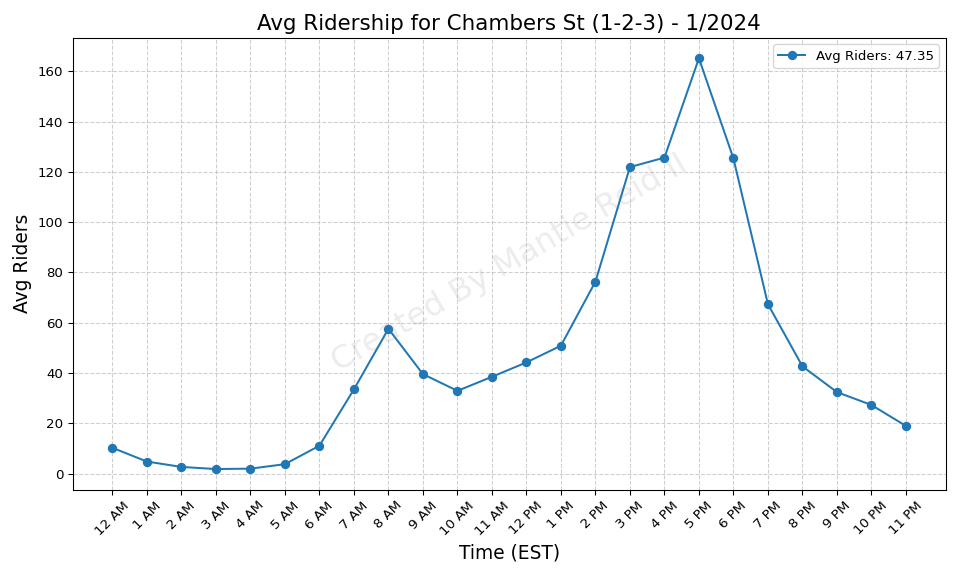 Avg Ridership for Chambers St (1-2-3) - 1/2024
Avg Riders: 47.35
160
140
120
100
80
60
40
20
0
Avg Riders
Created By Mantle Reid II
12 AM
1 AM
2 AM
3 AM
4 AM
5 AM
6 AM
7 AM
8 AM
9 AM
10 AM
11 AM
12 PM
1 PM
2 PM
3 PM
4 PM
5 PM
6 PM
7 PM
8 PM
9 PM
10 PM
11 PM
Time (EST)